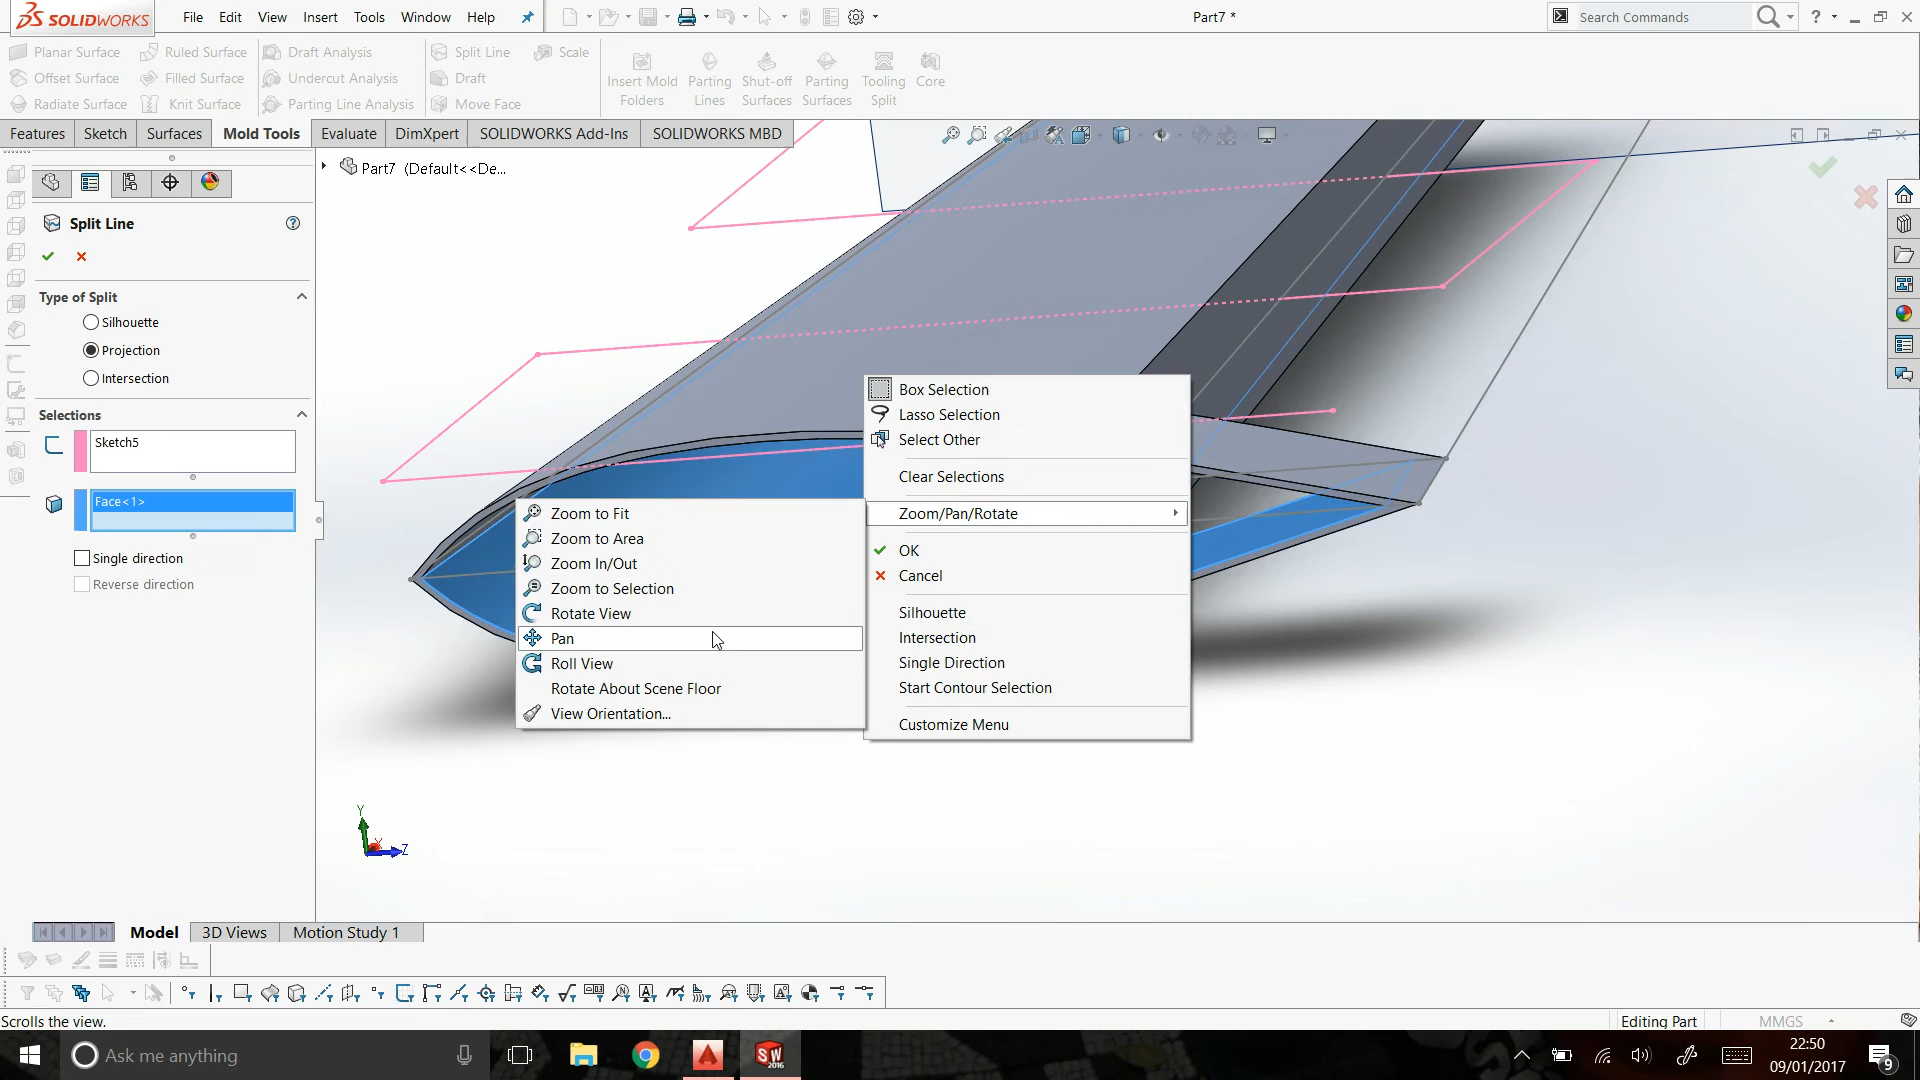 SOLIDWORKS File Edit View Insert Tools Window Help Part7 * Search Commands ?
Planar Surface Ruled Surface Draft Analysis Split Line Scale
Offset Surface Filled Surface Undercut Analysis Draft
Radiate Surface Knit Surface Parting Line Analysis Move Face
Insert Mold Folders
Parting Lines
Shut-off Surfaces
Parting Surfaces
Tooling Split
Core
Features Sketch Surfaces Mold Tools Evaluate DimXpert SOLIDWORKS Add-Ins SOLIDWORKS MBD
Part7 (Default<<De...
Split Line
?
Type of Split
Silhouette
Projection
Intersection
Selections
Sketch5
Face<1>
Single direction
Reverse direction
Box Selection
Lasso Selection
Select Other
Clear Selections
Zoom/Pan/Rotate
OK
Cancel
Silhouette
Intersection
Single Direction
Start Contour Selection
Customize Menu
Zoom to Fit
Zoom to Area
Zoom In/Out
Zoom to Selection
Rotate View
Pan
Roll View
Rotate About Scene Floor
View Orientation...
Y
X
Z
Model 3D Views Motion Study 1
Scrolls the view. Editing Part MMGS
Ask me anything
SW
2016
22:50
09/01/2017
9